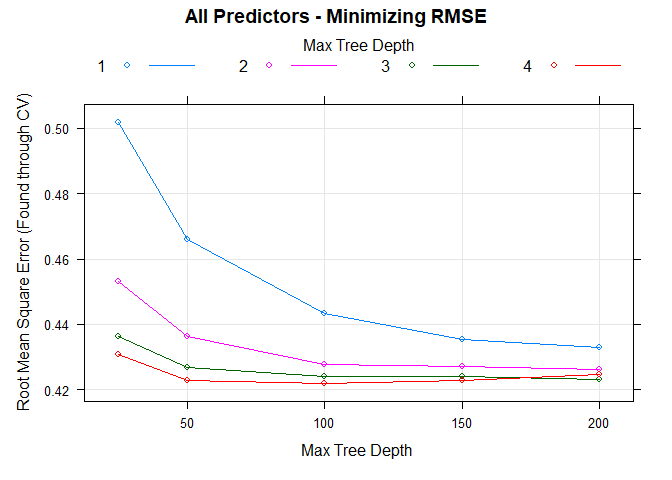 All Predictors - Minimizing RMSE
Max Tree Depth
1 2 3 4
Root Mean Square Error (Found through CV)
0.50
0.48
0.46
0.44
0.42
50 100 150 200
Max Tree Depth